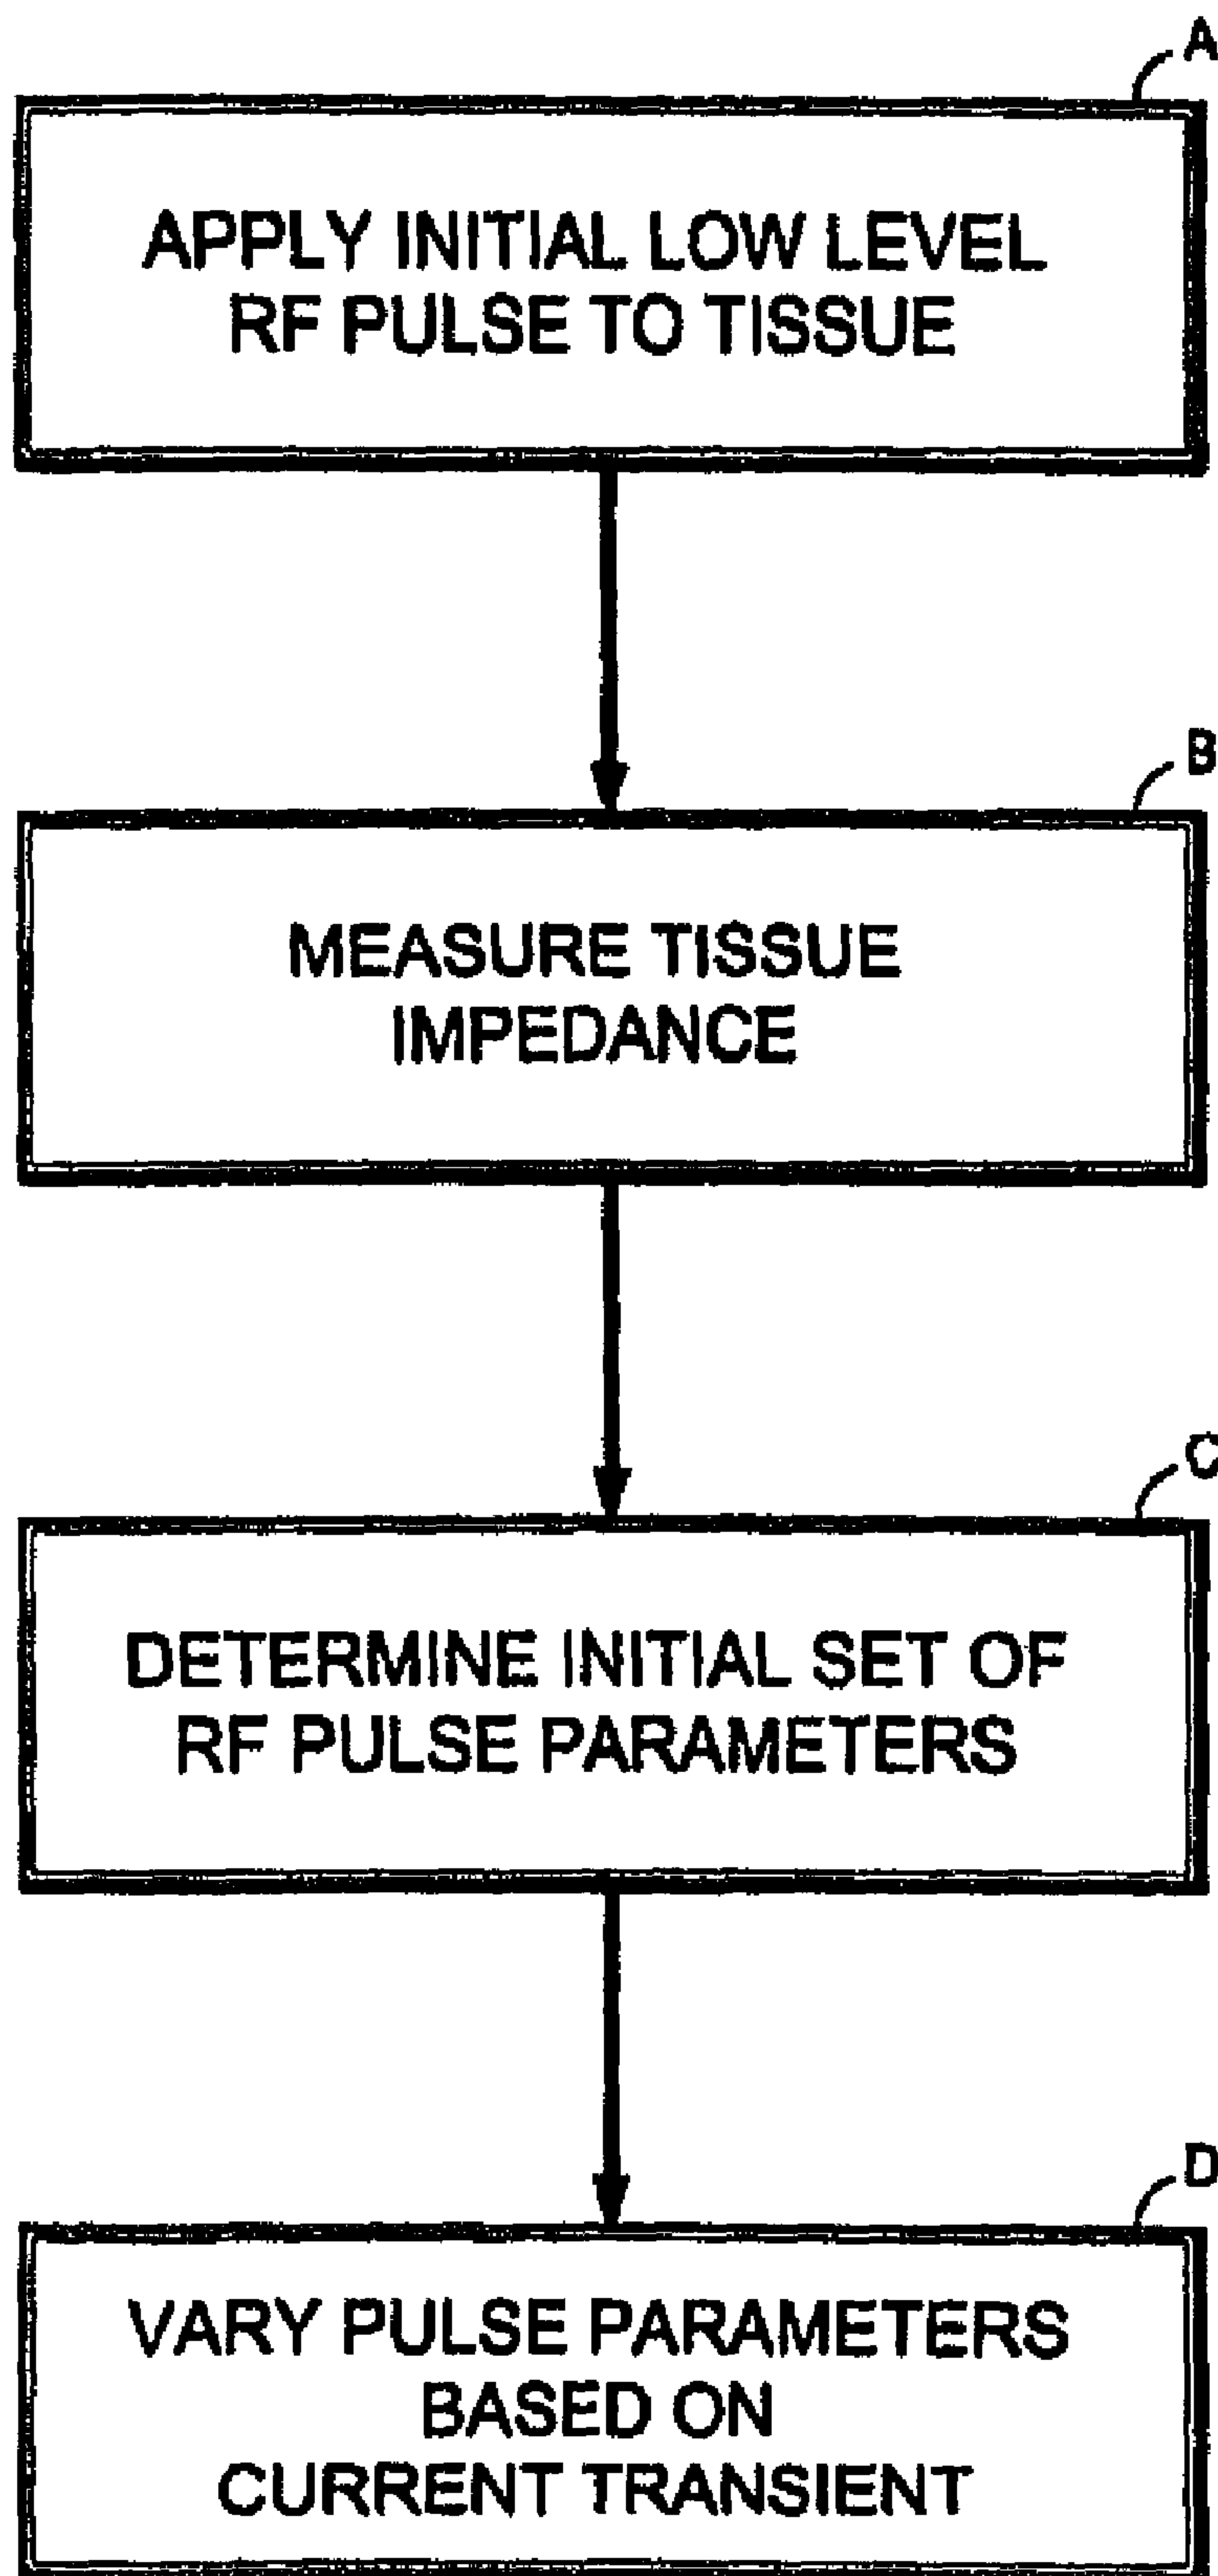 A
APPLY INITIAL LOW LEVEL
RF PULSE TO TISSUE
B
MEASURE TISSUE
IMPEDANCE
C
DETERMINE INITIAL SET OF
RF PULSE PARAMETERS
D
VARY PULSE PARAMETERS
BASED ON
CURRENT TRANSIENT